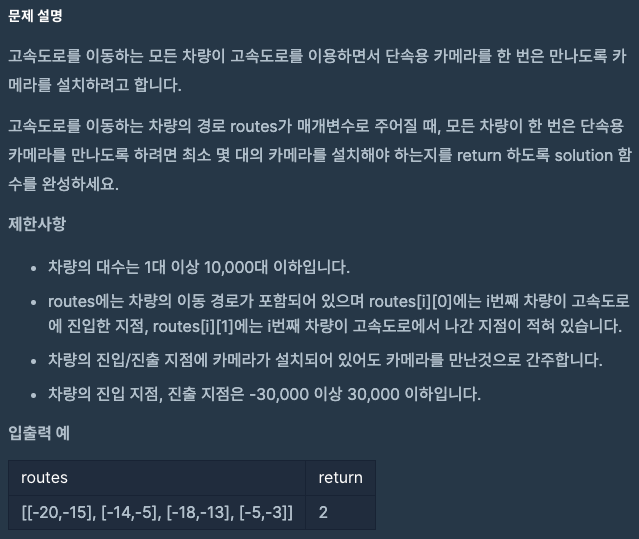 문제 설명
고속도로를 이동하는 모든 차량이 고속도로를 이용하면서 단속용 카메라를 한 번은 만나도록 카
메라를 설치하려고 합니다.
고속도로를 이동하는 차량의 경로 routes가 매개변수로 주어질 때, 모든 차량이 한 번은 단속용
카메라를 만나도록 하려면 최소 몇 대의 카메라를 설치해야 하는지를 return 하도록 solution 함
수를 완성하세요.
제한사항
• 차량의 대수는 1대 이상 10,000대 이하입니다.
• routes에는 차량의 이동 경로가 포함되어 있으며 routes[i][0]에는 i번째 차량이 고속도로
에 진입한 지점, routes[i][1]에는 i번째 차량이 고속도로에서 나간 지점이 적혀 있습니다.
• 차량의 진입/진출 지점에 카메라가 설치되어 있어도 카메라를 만난것으로 간주합니다.
• 차량의 진입 지점, 진출 지점은 -30,000 이상 30,000 이하입니다.
입출력 예
routes return
[[-20,-15], [-14,-5], [-18,-13], [-5,-3]] 2